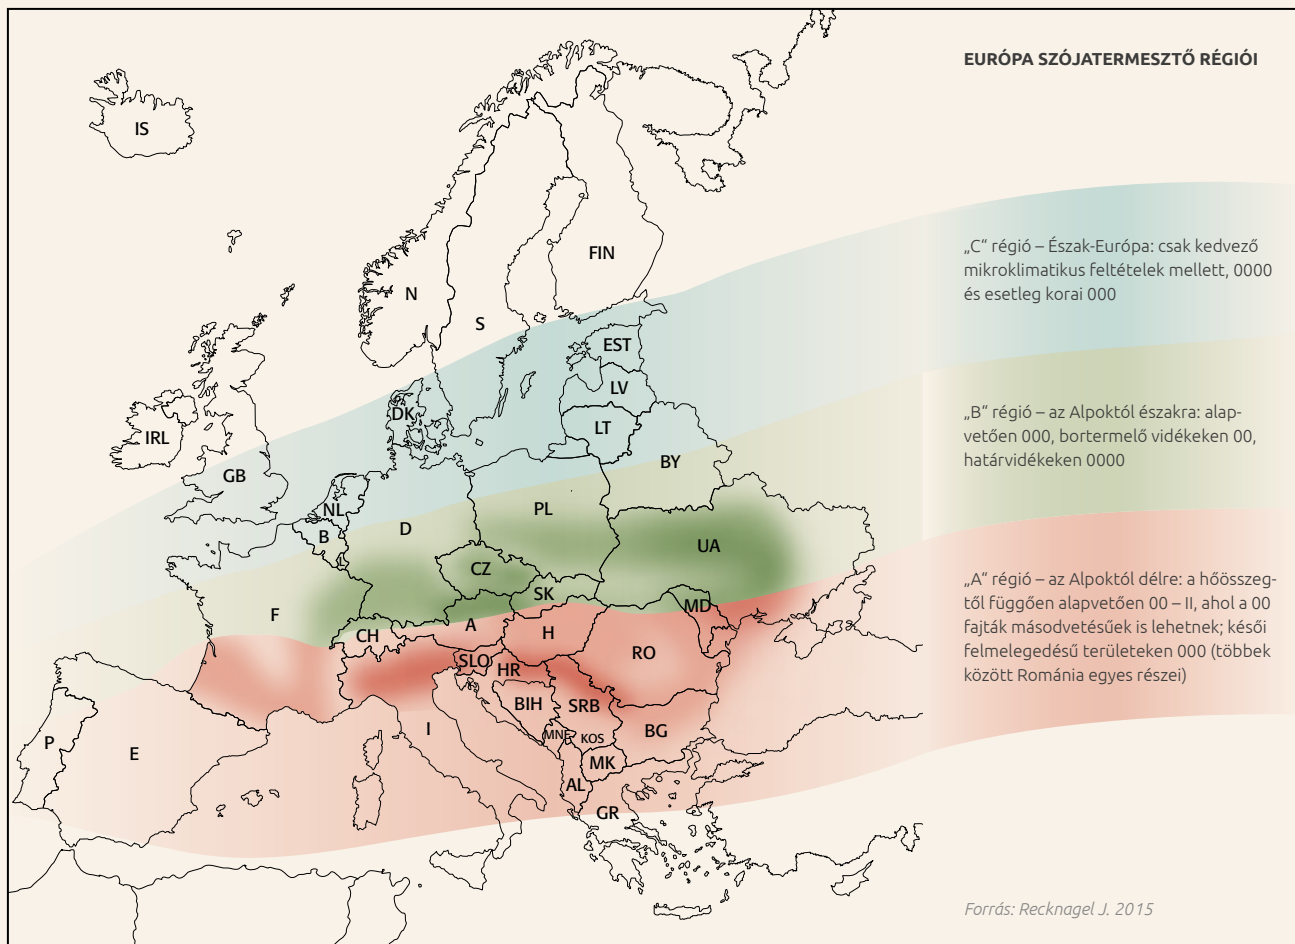 EURÓPA SZÓJATERMESZTŐ RÉGIÓI
IS
FIN
N
S
EST
LV
DK
LT
IRL
GB
BY
NL
PL
B
D
UA
CZ
SK
F
MD
A
CH
H
RO
SLO
HR
BIH
SRB
I
BG
MNE
KOS
P
E
MK
AL
GR
„C“ régió – Észak-Európa: csak kedvező
mikroklimatikus feltételek mellett, 0000
és esetleg korai 000
„B“ régió – az Alpoktól északra: alap-
vetően 000, bortermelő vidékeken 00,
határvidékeken 0000
„A“ régió – az Alpoktól délre: a hőösszeg-
től függően alapvetően 00 – II, ahol a 00
fajták másodvetésűek is lehetnek; késői
felmelegedésű területeken 000 (többek
között Románia egyes részei)
Forrás: Recknagel J. 2015